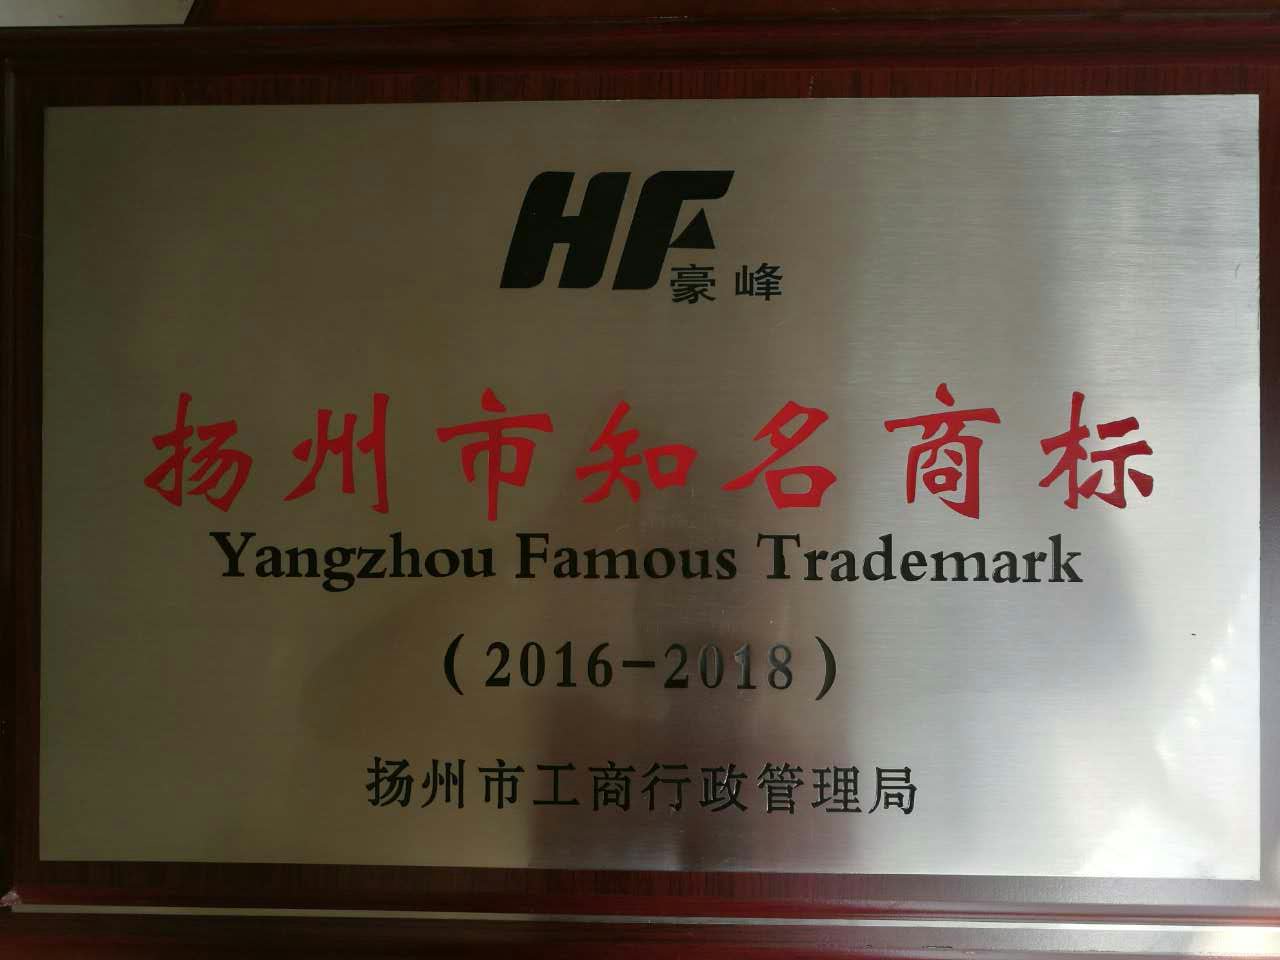 HF
豪峰
扬州市知名商标
Yangzhou Famous Trademark
（2016-2018）
扬州市工商行政管理局